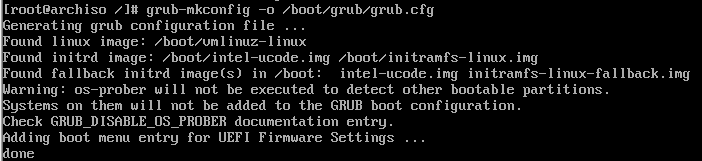 [root@archiso /]# grub-mkconfig -o /boot/grub/grub.cfg
Generating grub configuration file ...
Found linux image: /boot/vmlinuz-linux
Found initrd image: /boot/intel-ucode.img /boot/initramfs-linux.img
Found fallback initrd image(s) in /boot:  intel-ucode.img initramfs-linux-fallback.img
Warning: os-prober will not be executed to detect other bootable partitions.
Systems on them will not be added to the GRUB boot configuration.
Check GRUB_DISABLE_OS_PROBER documentation entry.
Adding boot menu entry for UEFI Firmware Settings ...
done